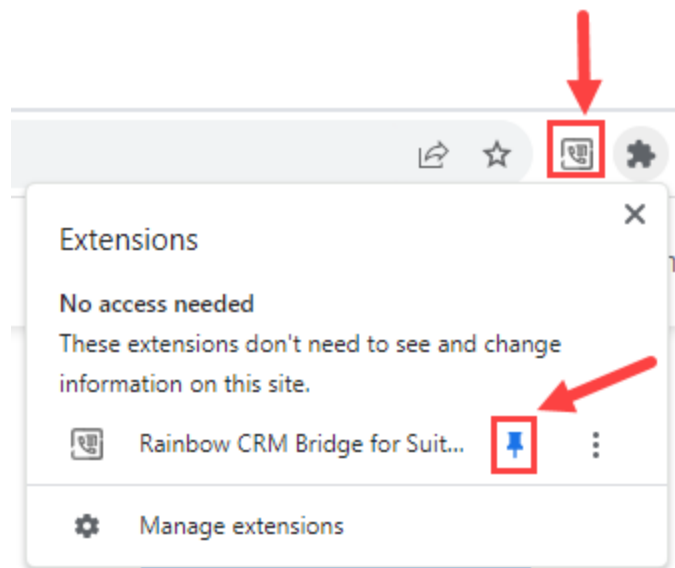 Extensions
No access needed
These extensions don't need to see and change
information on this site.
Rainbow CRM Bridge for Suit...
Manage extensions